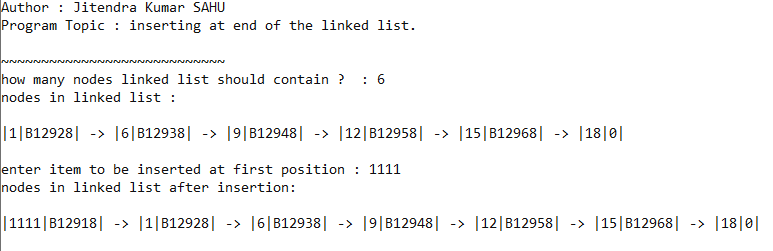 Author : Jitendra Kumar SAHU
Program Topic : inserting at end of the linked list.
~~~~~~~~~~~~~~~~~~~~~~~~~~~~
how many nodes linked list should contain ?  : 6
nodes in linked list :
|1|B12928| -> |6|B12938| -> |9|B12948| -> |12|B12958| -> |15|B12968| -> |18|0|
enter item to be inserted at first position : 1111
nodes in linked list after insertion:
|1111|B12918| -> |1|B12928| -> |6|B12938| -> |9|B12948| -> |12|B12958| -> |15|B12968| -> |18|0|